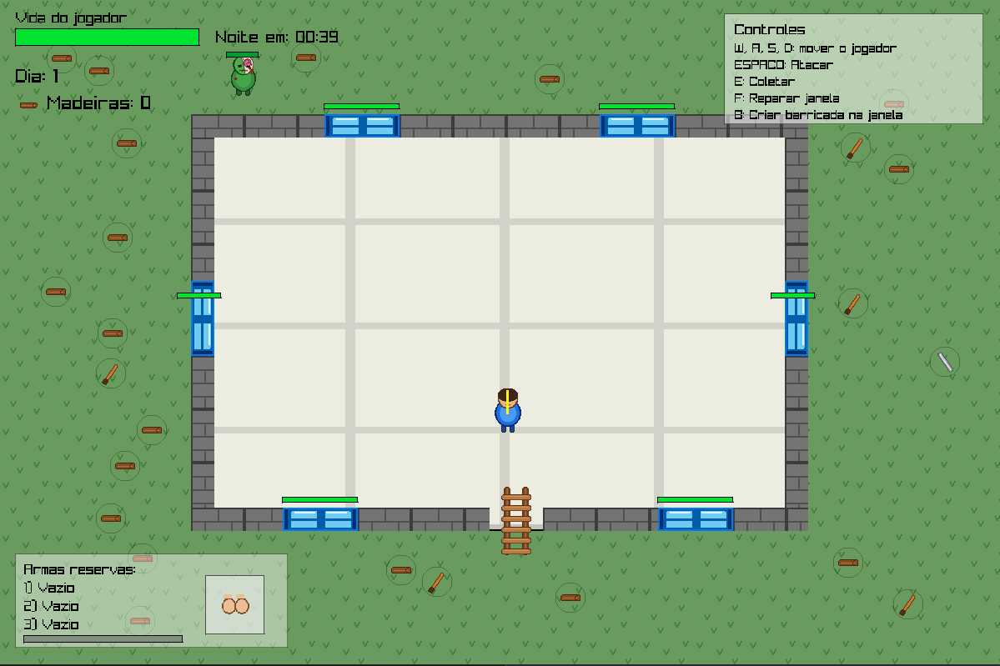 Vida do jogador
Noite em: 00:39
Dia: 1
Madeiras: 0
Controles
W, A, S, D: mover o jogador
ESPACO: Atacar
E: Coletar
F: Reparar janela
B: Criar barricada na janela
Armas reservas:
1) Vazio
2) Vazio
3) Vazio